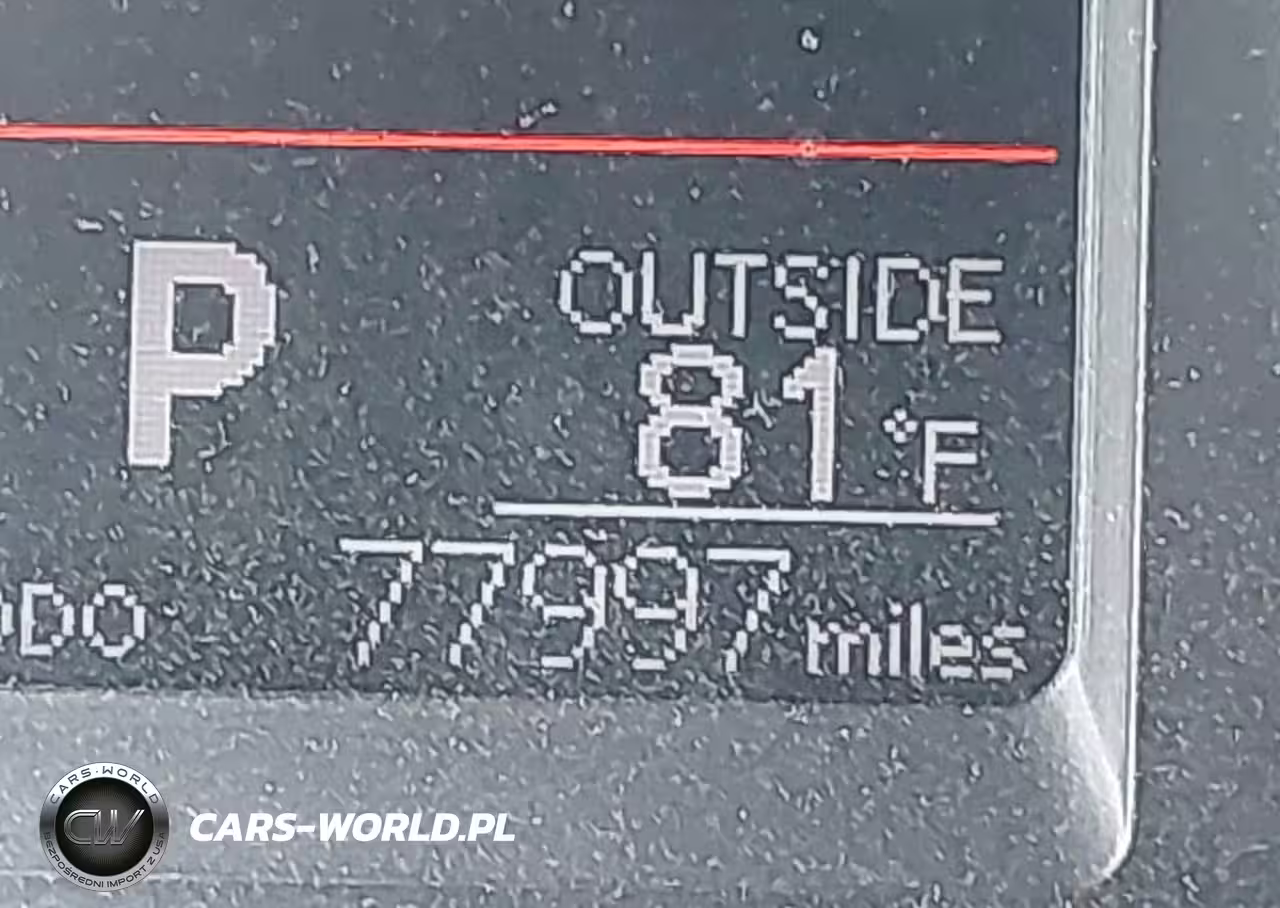 P
OUTSIDE
81°F
ODO 77997 miles
CARS-WORLD
CW
BEZPOŚREDNI IMPORT Z USA
CARS-WORLD.PL